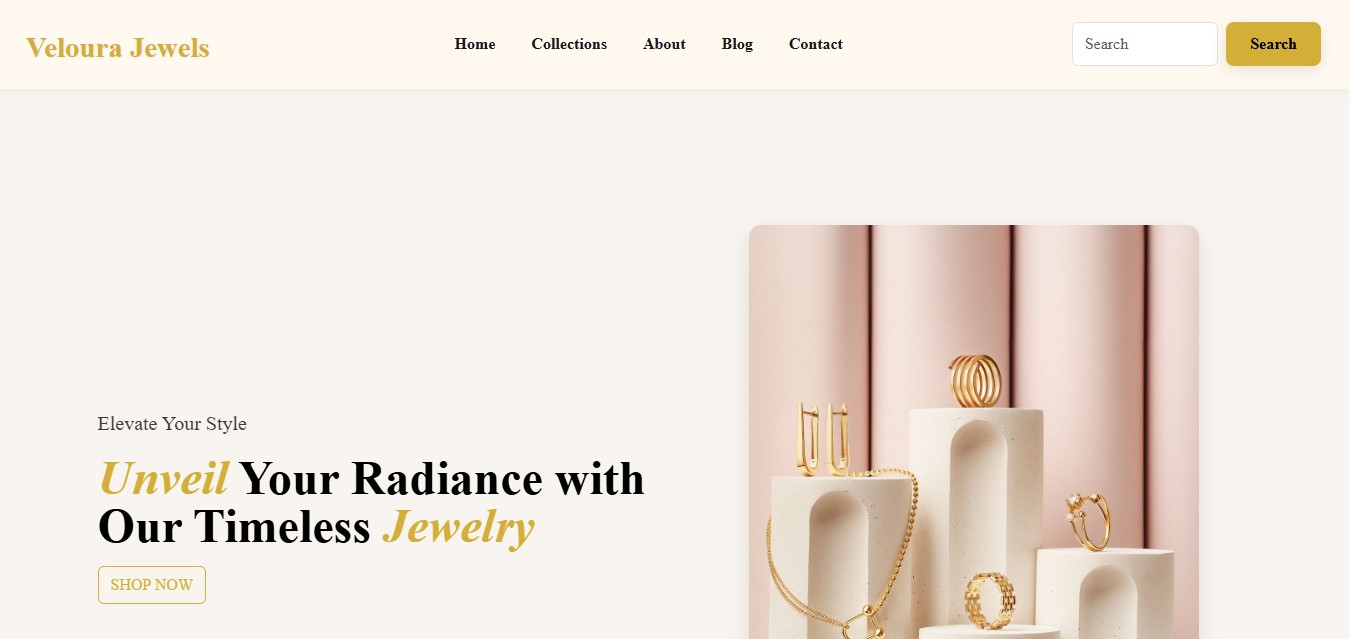 Veloura Jewels
Home
Collections
About
Blog
Contact
Search
Search
Elevate Your Style
Unveil Your Radiance with
Our Timeless Jewelry
SHOP NOW